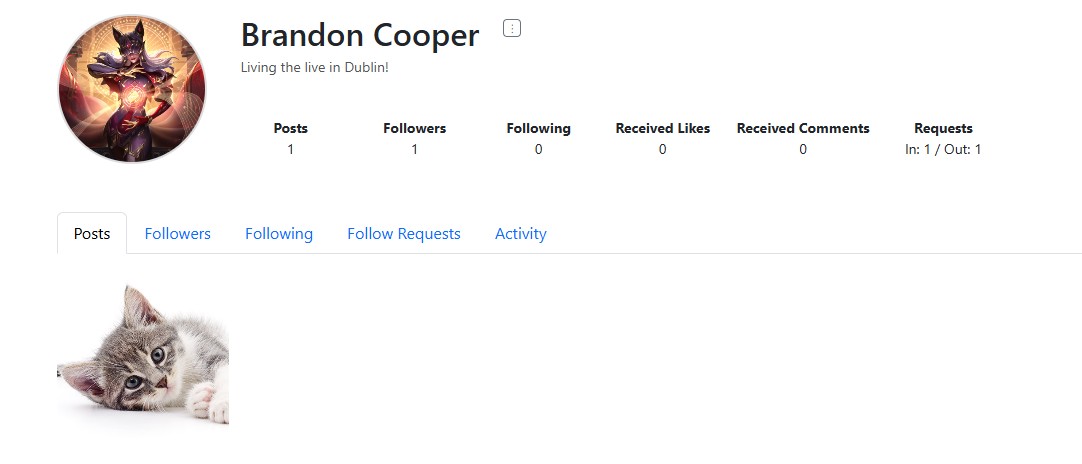 Brandon Cooper
Living the live in Dublin!
Posts Followers Following Received Likes Received Comments Requests
1 1 0 0 0 In: 1 / Out: 1
Posts Followers Following Follow Requests Activity